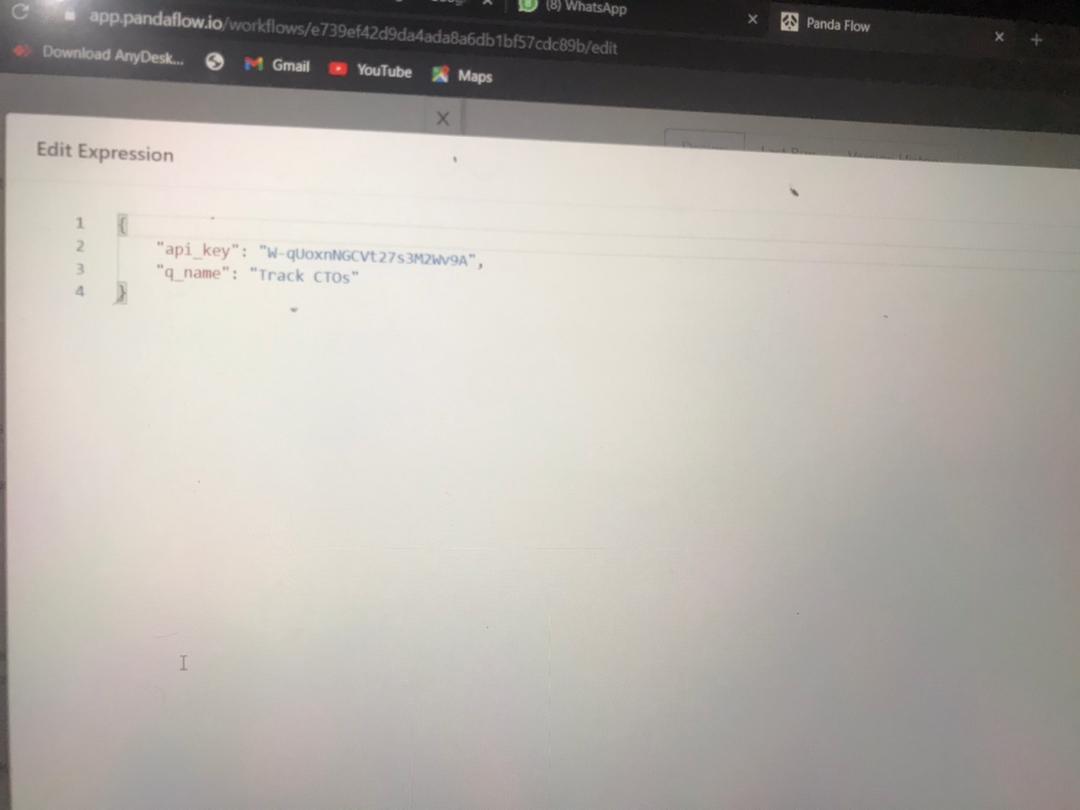 (8) WhatsApp
Panda Flow
app.pandaflow.io/workflows/e739ef42d9da4ada8a6db1bf57cdc89b/edit
Download AnyDesk... Gmail YouTube Maps
Edit Expression
1 {
2 "api_key": "W-qUoxnNGCVt27s3M2Wv9A",
3 "q_name": "Track CTOs"
4 }